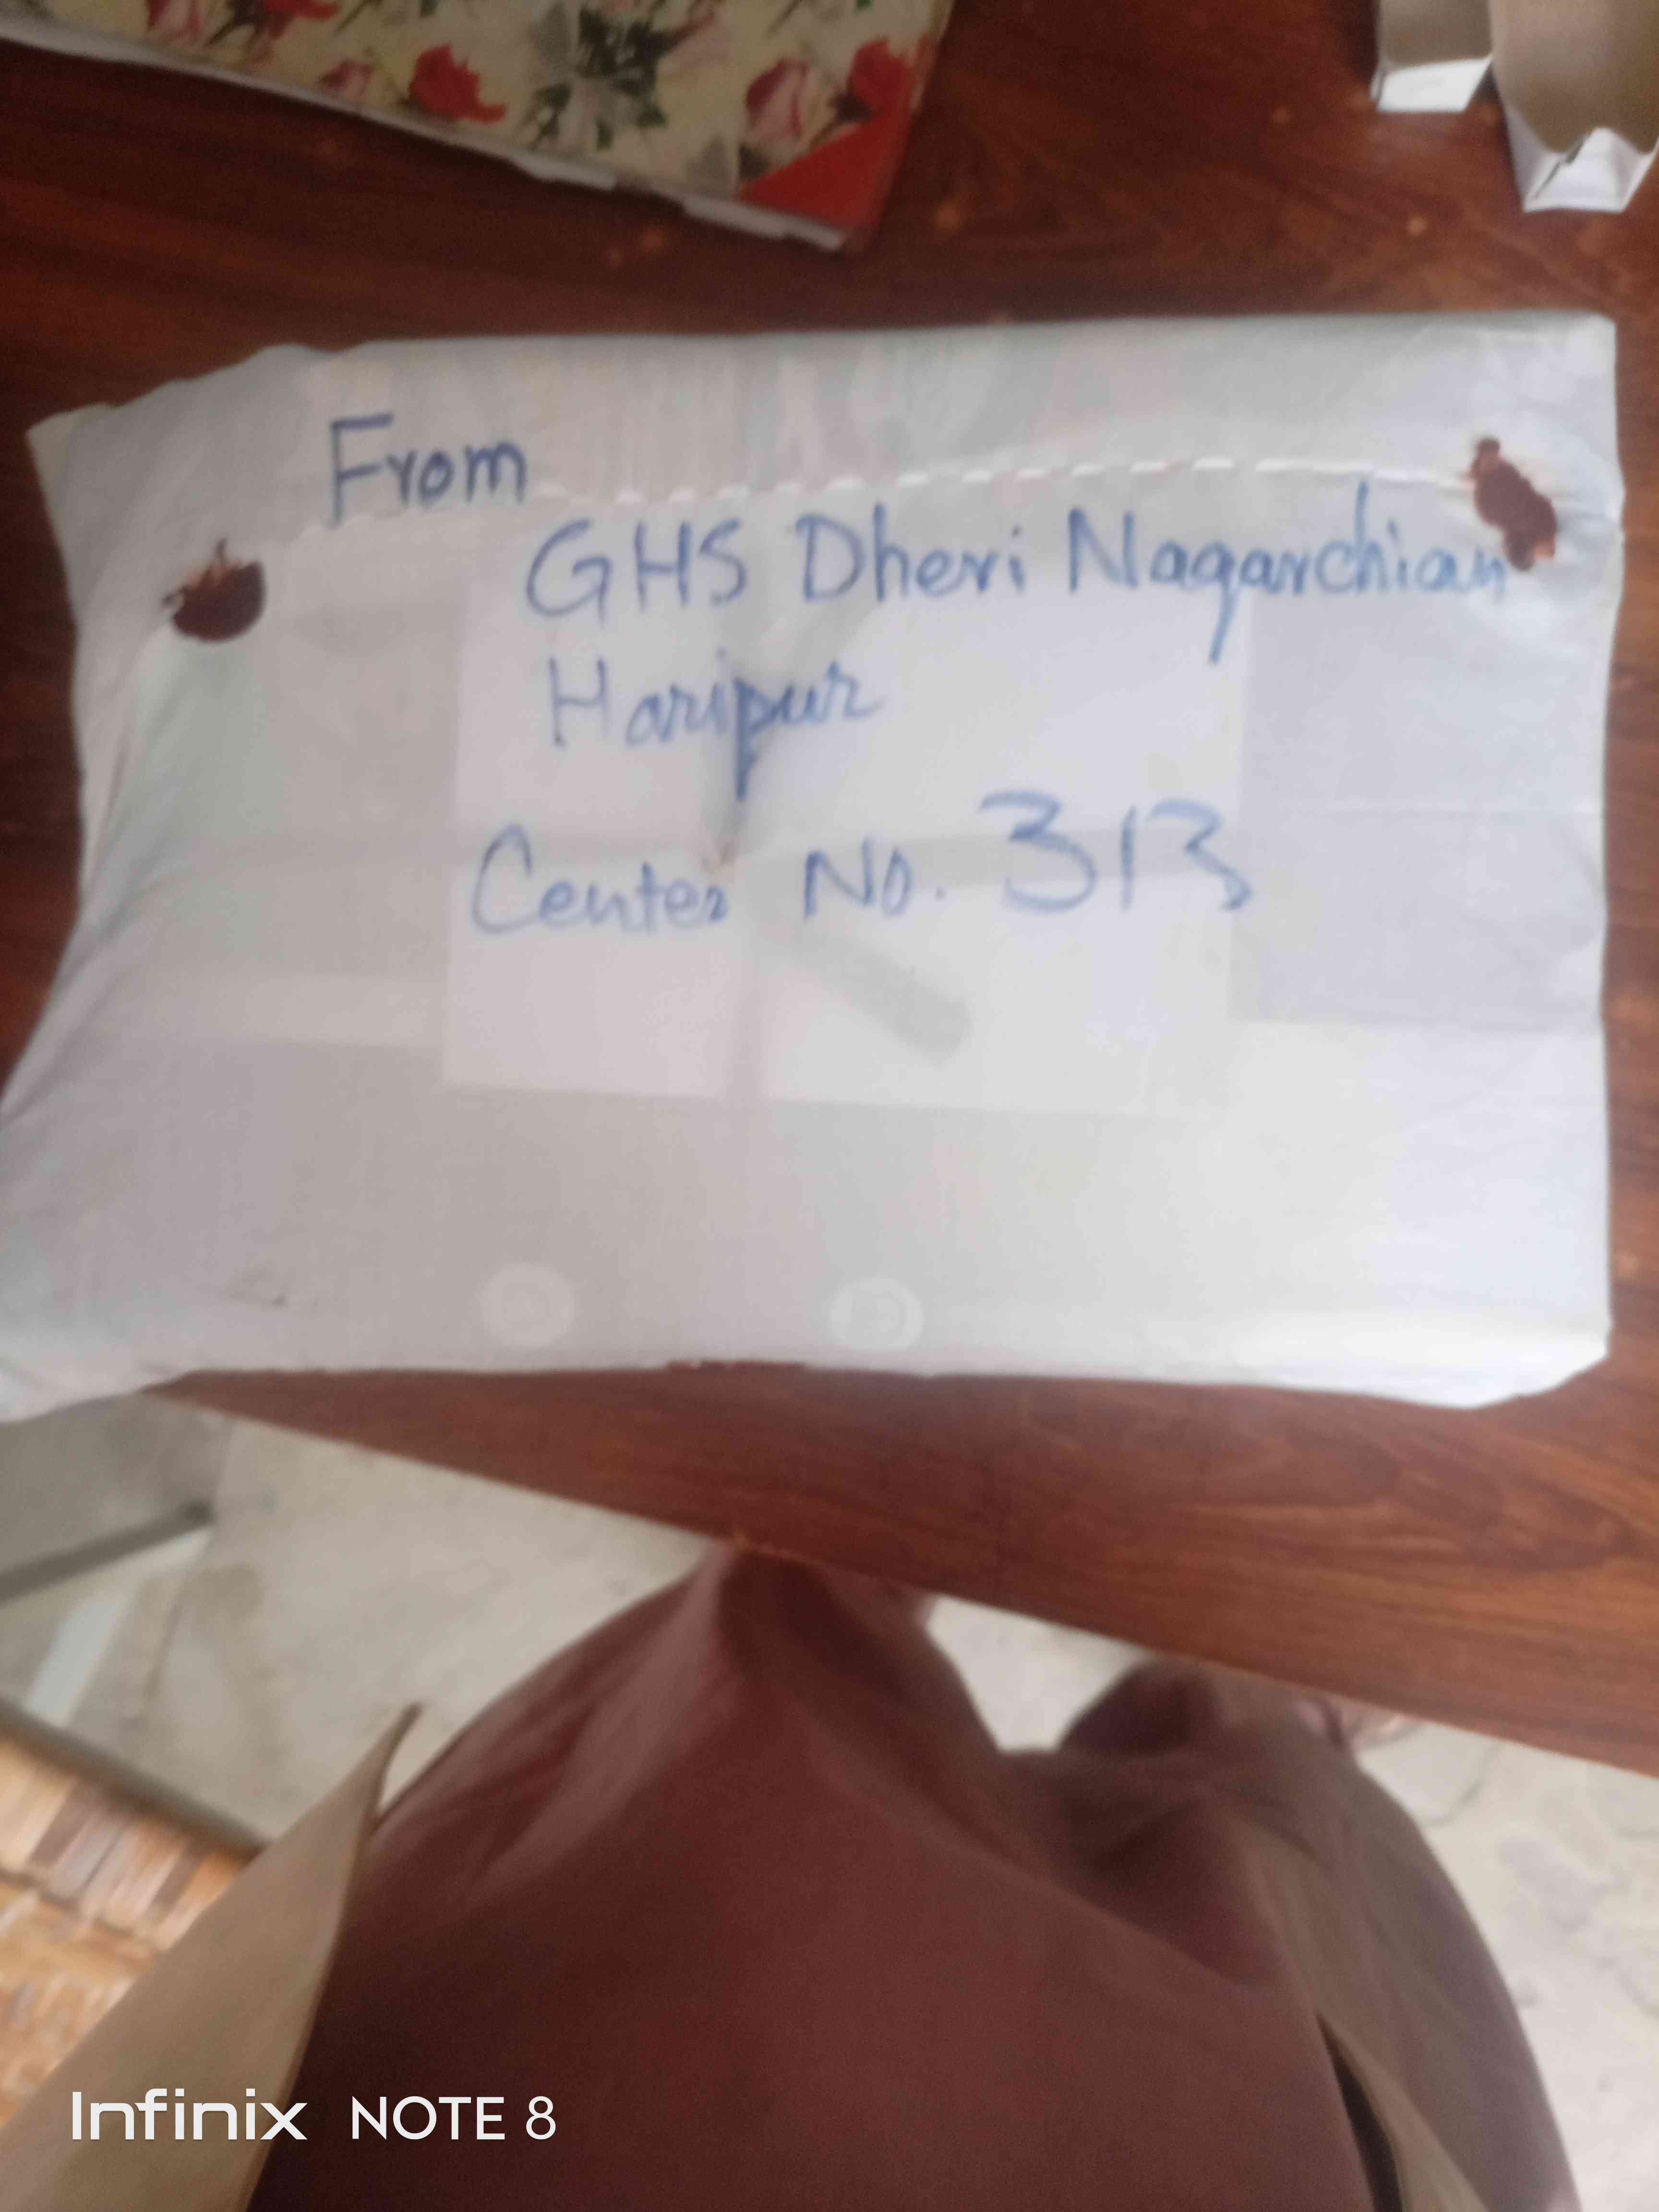 From
GHS Dheri Nagarchian
Haripur
Center No. 313
Infinix NOTE 8